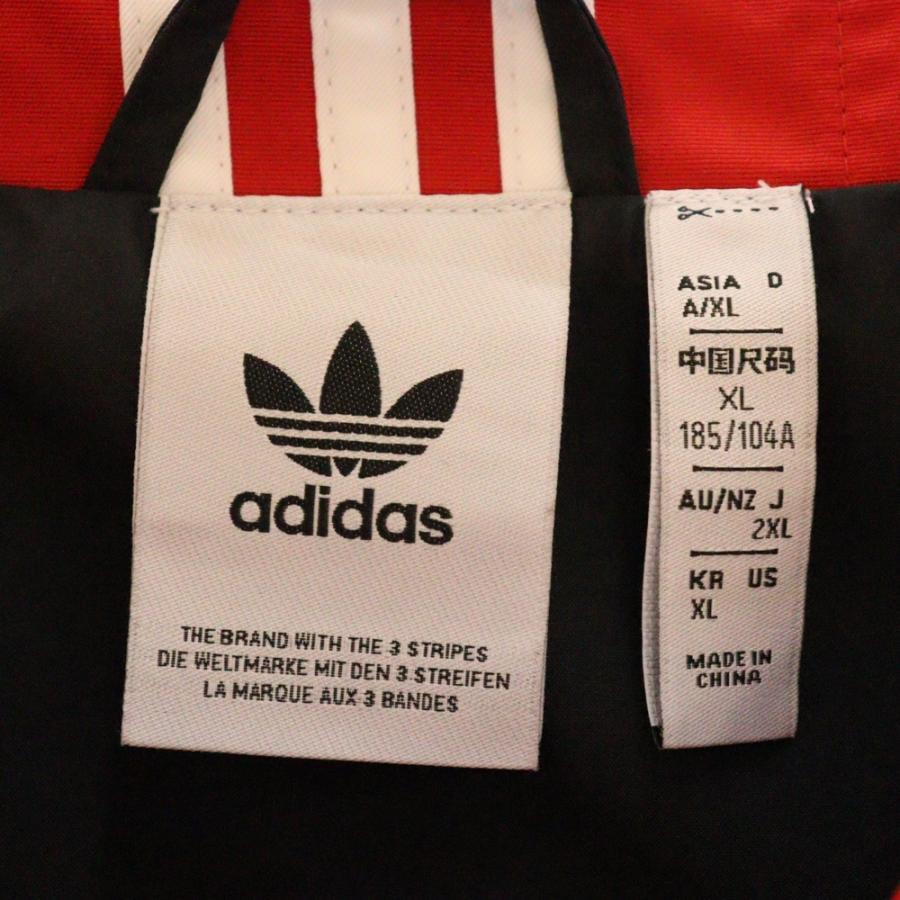 adidas
THE BRAND WITH THE 3 STRIPES
DIE WELTMARKE MIT DEN 3 STREIFEN
LA MARQUE AUX 3 BANDES
ASIA D
A/XL
中国尺码
XL
185/104A
AU/NZ J
2XL
KR US
XL
MADE IN
CHINA